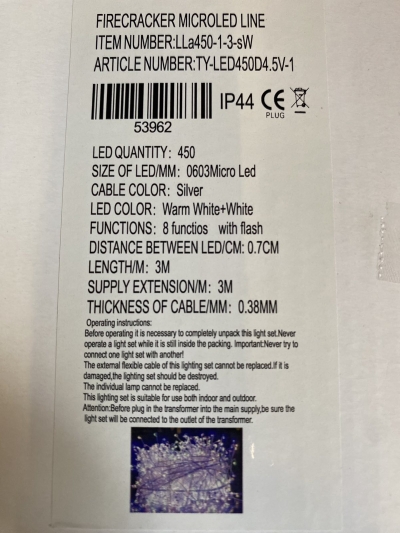 FIRECRACKER MICROLED LINE
ITEM NUMBER:LLa450-1-3-sW
ARTICLE NUMBER:TY-LED450D4.5V-1
IP44 CE
PLUG
53962
LED QUANTITY: 450
SIZE OF LED/MM: 0603Micro Led
CABLE COLOR: Silver
LED COLOR: Warm White+White
FUNCTIONS: 8 functios with flash
DISTANCE BETWEEN LED/CM: 0.7CM
LENGTH/M: 3M
SUPPLY EXTENSION/M: 3M
THICKNESS OF CABLE/MM: 0.38MM
Operating instructions:
Before operating it is necessary to completely unpack this light set.Never
operate a light set while it is still inside the packing. Important:Never try to
connect one light set with another!
The external flexible cable of this lighting set cannot be replaced.If it is
damaged,the lighting set should be destroyed.
The individual lamp cannot be replaced.
This lighting set is suitable for use both indoor and outdoor.
Attention:Before plug in the transformer into the main supply,be sure the
light set will be connected to the outlet of the transformer.